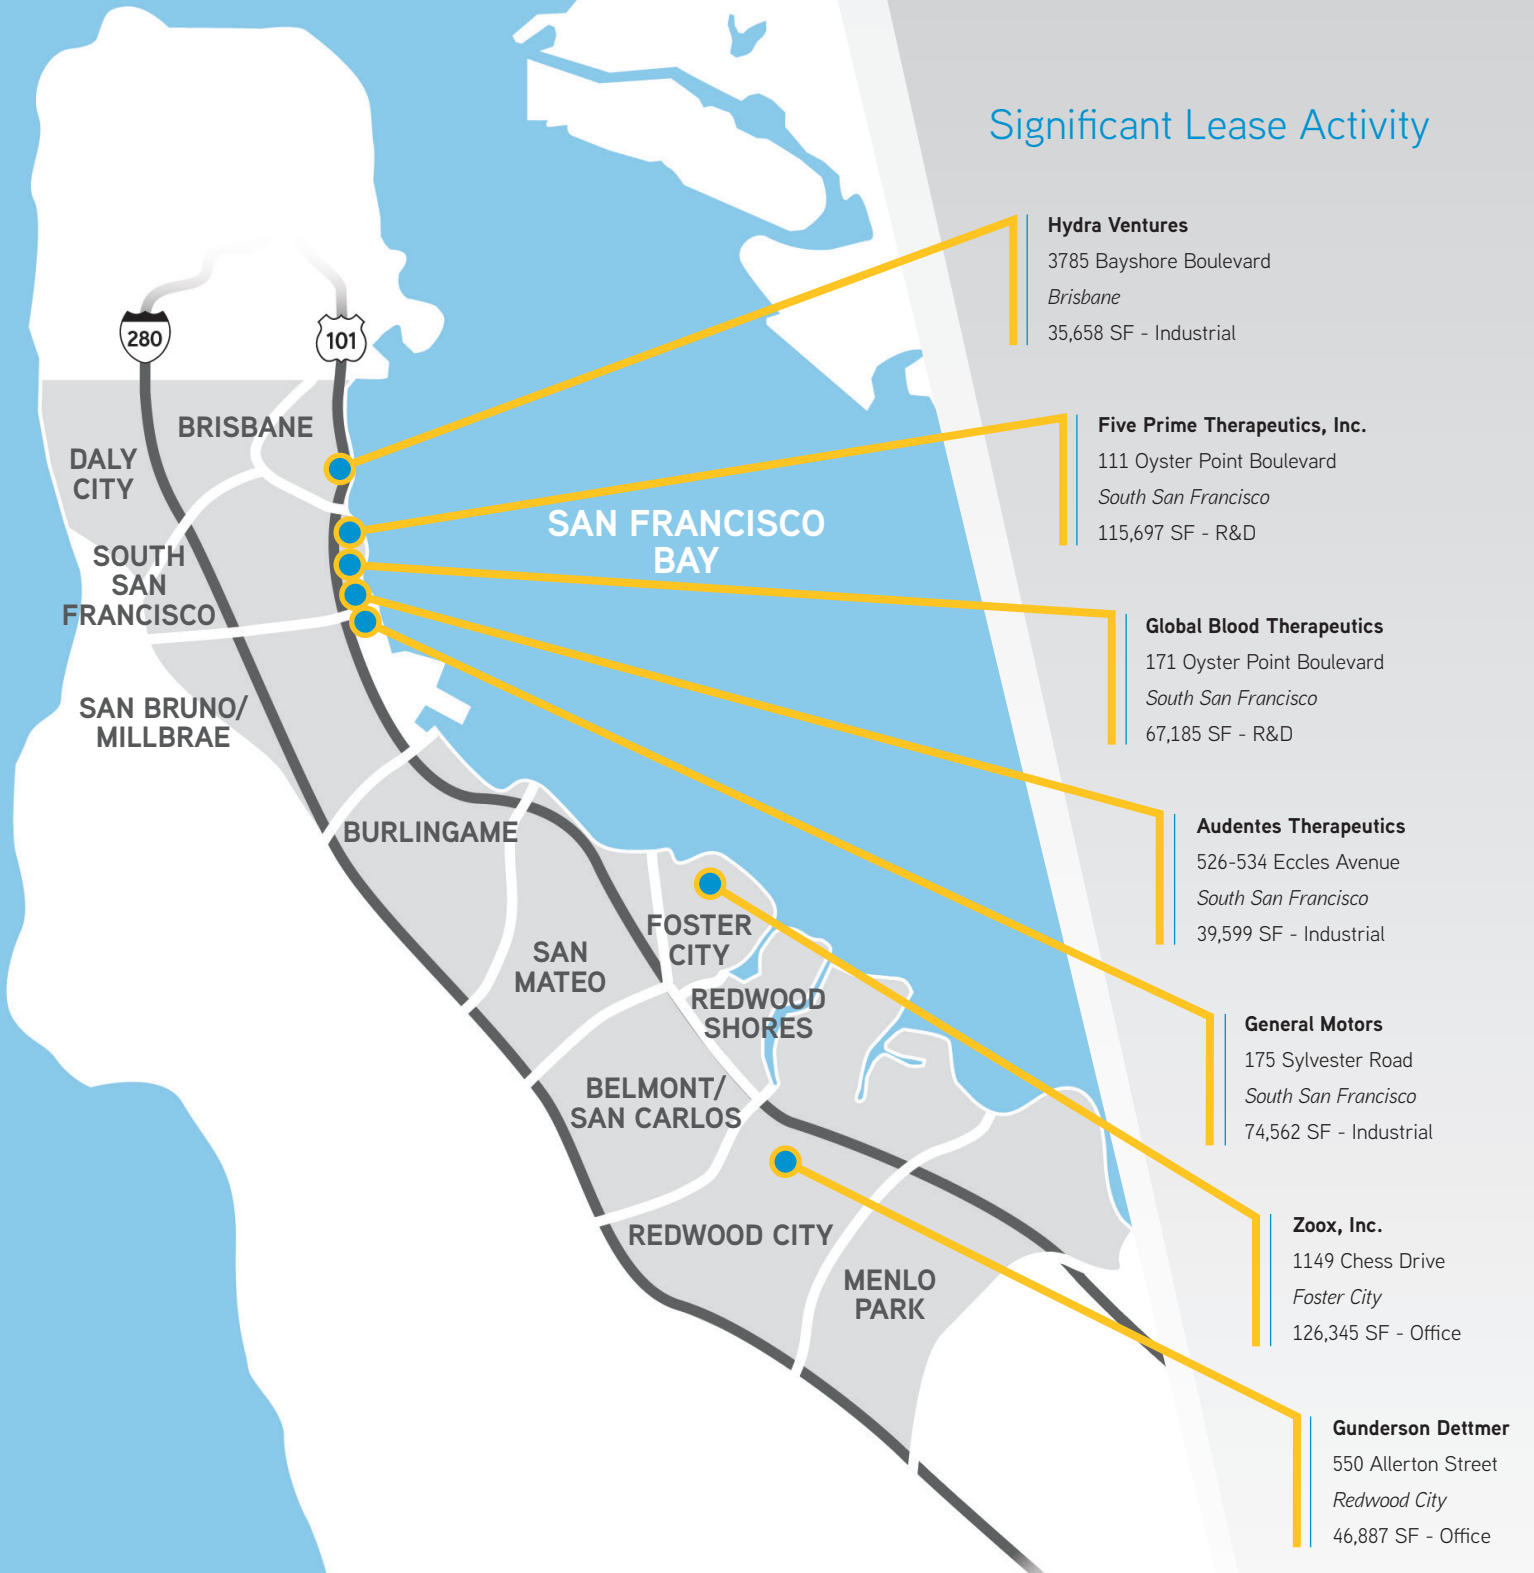 Significant Lease Activity
Hydra Ventures
3785 Bayshore Boulevard
Brisbane
35,658 SF - Industrial
Five Prime Therapeutics, Inc.
111 Oyster Point Boulevard
South San Francisco
115,697 SF - R&D
Global Blood Therapeutics
171 Oyster Point Boulevard
South San Francisco
67,185 SF - R&D
Audentes Therapeutics
526-534 Eccles Avenue
South San Francisco
39,599 SF - Industrial
General Motors
175 Sylvester Road
South San Francisco
74,562 SF - Industrial
Zoox, Inc.
1149 Chess Drive
Foster City
126,345 SF - Office
Gunderson Dettmer
550 Allerton Street
Redwood City
46,887 SF - Office
280
101
BRISBANE
DALY
CITY
SAN FRANCISCO
BAY
SOUTH
SAN
FRANCISCO
SAN BRUNO/
MILLBRAE
BURLINGAME
SAN
MATEO
FOSTER
CITY
REDWOOD
SHORES
BELMONT/
SAN CARLOS
REDWOOD CITY
MENLO
PARK